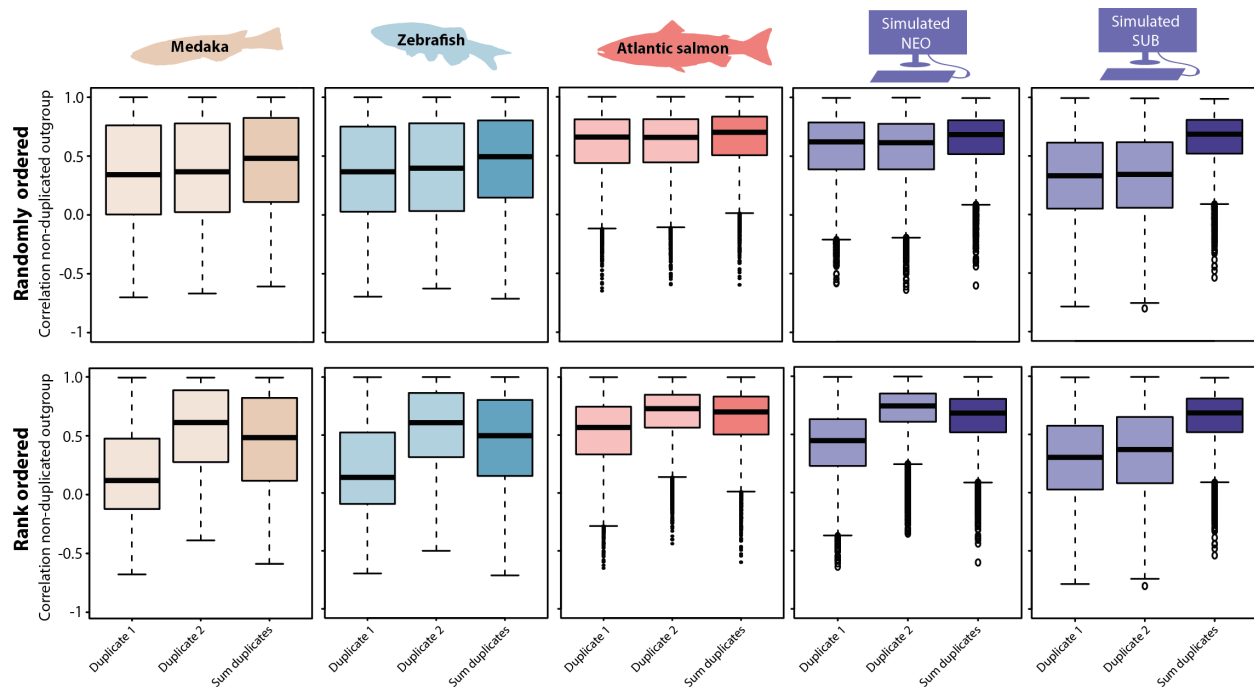 Medaka
Zebrafish
Atlantic salmon
Simulated
NEO
Simulated
SUB
Randomly ordered
Correlation non-duplicated outgroup
1.0
0.5
0.0
-0.5
-1
Rank ordered
Correlation non-duplicated outgroup
1.0
0.5
0.0
-0.5
-1
Duplicate 1
Duplicate 2
Sum duplicates
Duplicate 1
Duplicate 2
Sum duplicates
Duplicate 1
Duplicate 2
Sum duplicates
Duplicate 1
Duplicate 2
Sum duplicates
Duplicate 1
Duplicate 2
Sum duplicates